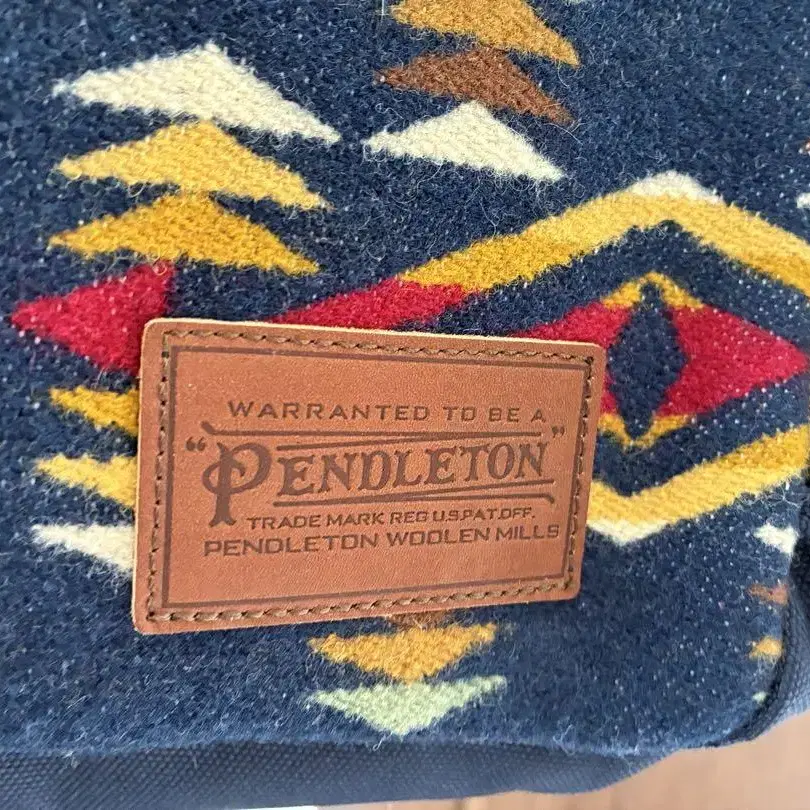 WARRANTED TO BE A
"PENDLETON"
TRADE MARK REG U.S.PAT.OFF.
PENDLETON WOOLEN MILLS